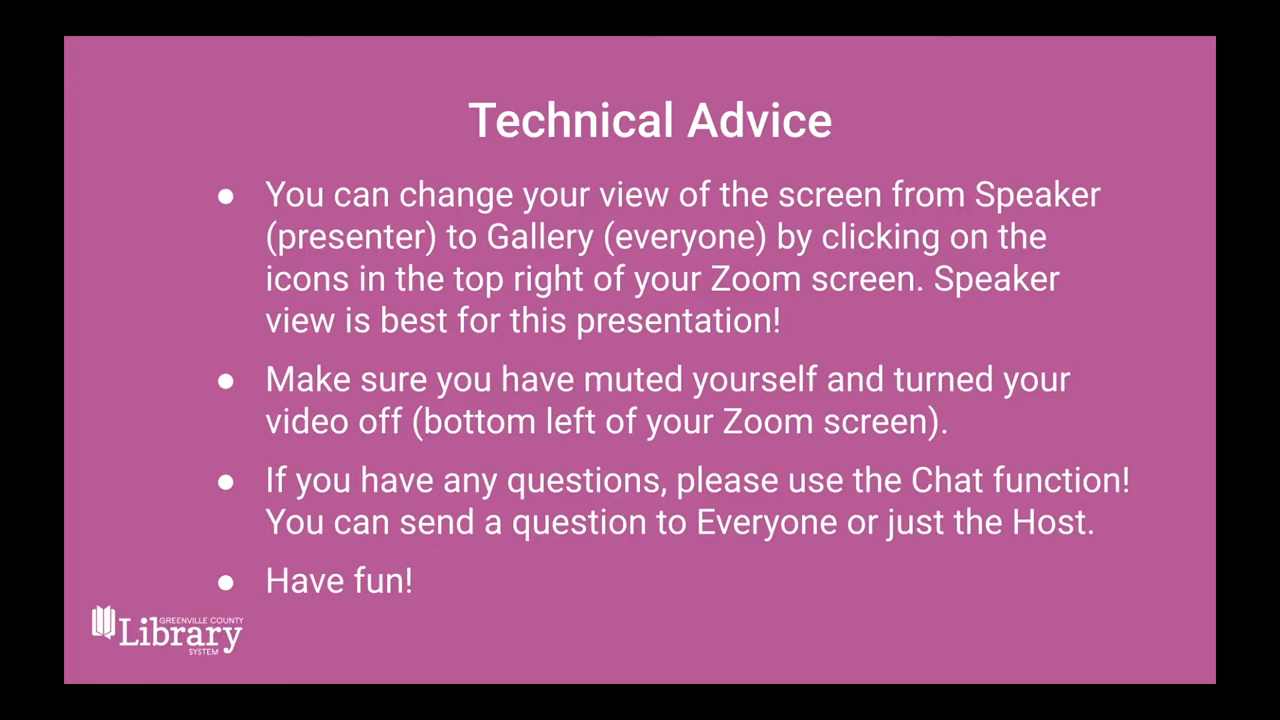 Technical Advice
● You can change your view of the screen from Speaker
(presenter) to Gallery (everyone) by clicking on the
icons in the top right of your Zoom screen. Speaker
view is best for this presentation!
● Make sure you have muted yourself and turned your
video off (bottom left of your Zoom screen).
● If you have any questions, please use the Chat function!
You can send a question to Everyone or just the Host.
● Have fun!
GREENVILLE COUNTY
Library
SYSTEM